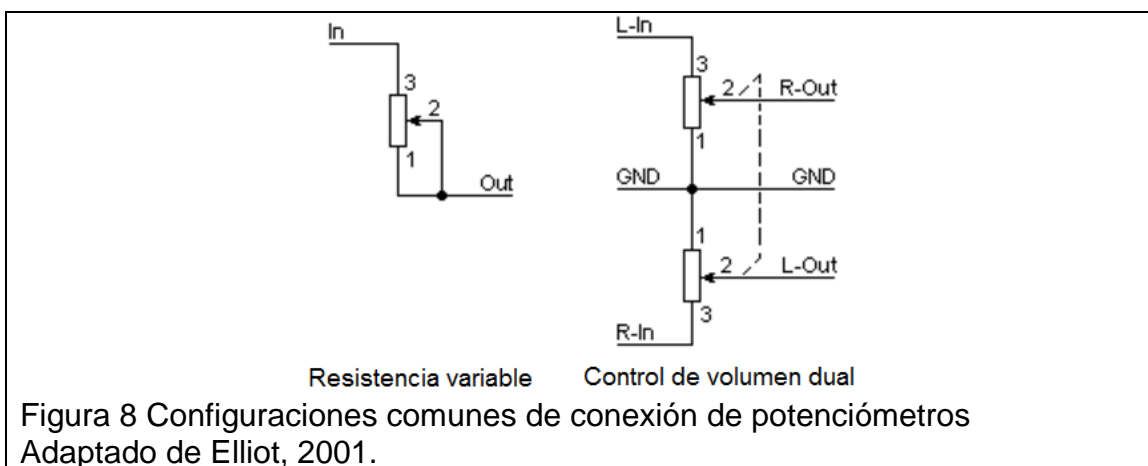 In
3
2
1
Out
L-In
3
2 R-Out
1
GND GND
1
2 L-Out
3
R-In
Resistencia variable
Control de volumen dual
Figura 8 Configuraciones comunes de conexión de potenciómetros
Adaptado de Elliot, 2001.